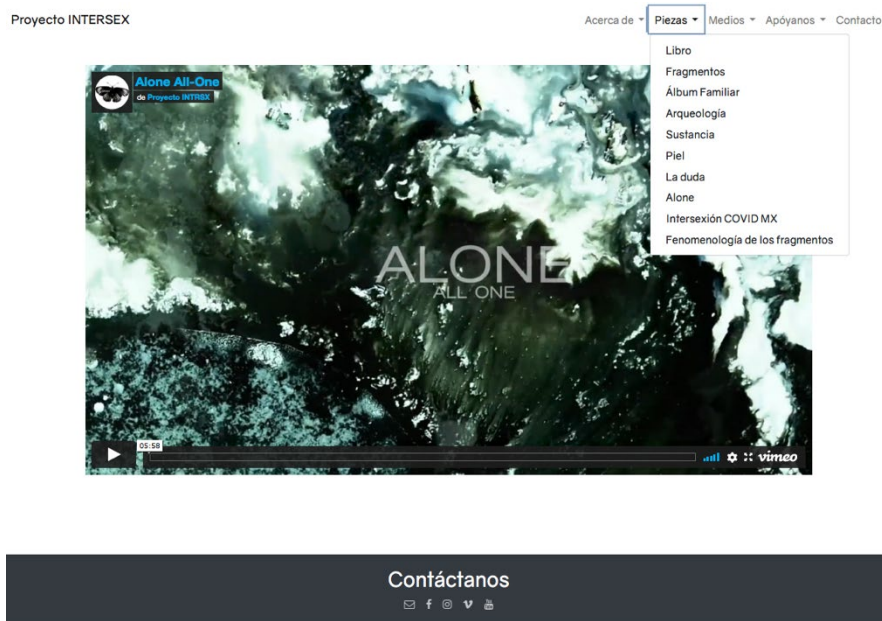 Proyecto INTERSEX
Acerca de Piezas Medios Apóyanos Contacto
Libro
Fragmentos
Álbum Familiar
Arqueología
Sustancia
Piel
La duda
Alone
Intersexión COVID MX
Fenomenología de los fragmentos
Alone All-One
de Proyecto INTRSX
ALONE
ALL ONE
05:58
vimeo
Contáctanos